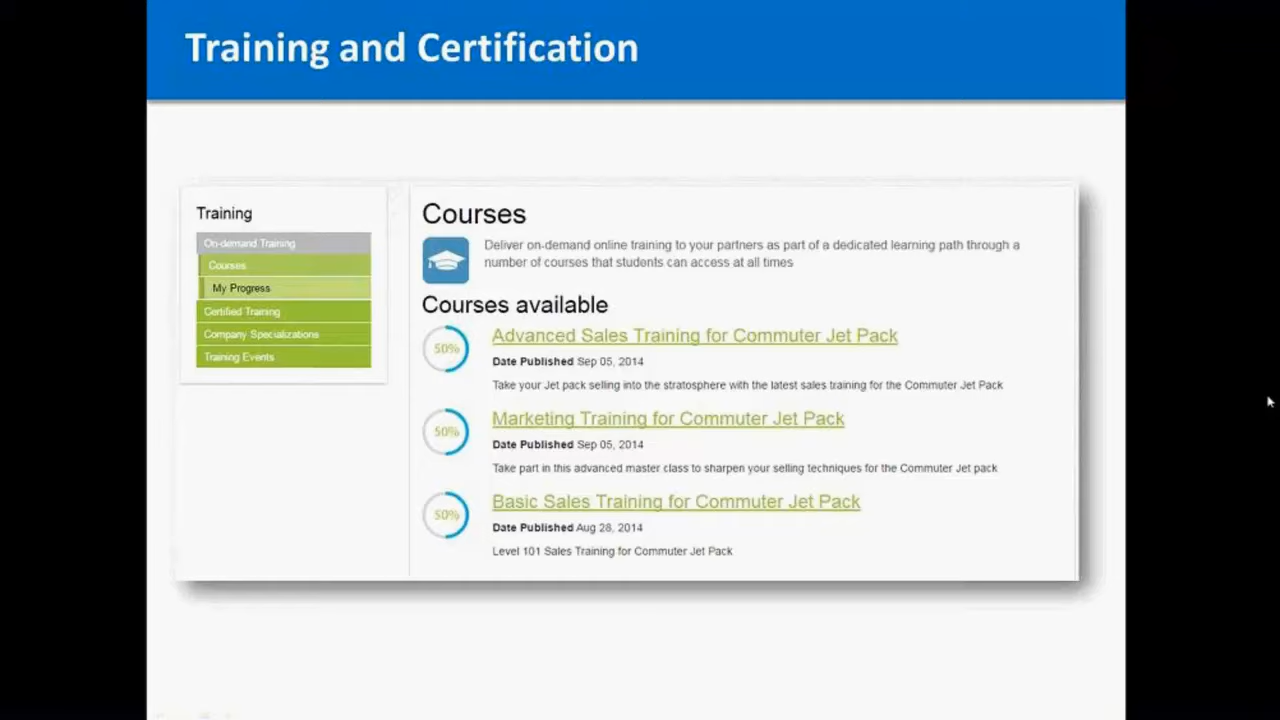 Training and Certification
Training
On-demand Training
Courses
My Progress
Certified Training
Company Specializations
Training Events
Courses
Deliver on-demand online training to your partners as part of a dedicated learning path through a
number of courses that students can access at all times
Courses available
50%
Advanced Sales Training for Commuter Jet Pack
Date Published Sep 05, 2014
Take your Jet pack selling into the stratosphere with the latest sales training for the Commuter Jet Pack
50%
Marketing Training for Commuter Jet Pack
Date Published Sep 05, 2014
Take part in this advanced master class to sharpen your selling techniques for the Commuter Jet pack
50%
Basic Sales Training for Commuter Jet Pack
Date Published Aug 28, 2014
Level 101 Sales Training for Commuter Jet Pack